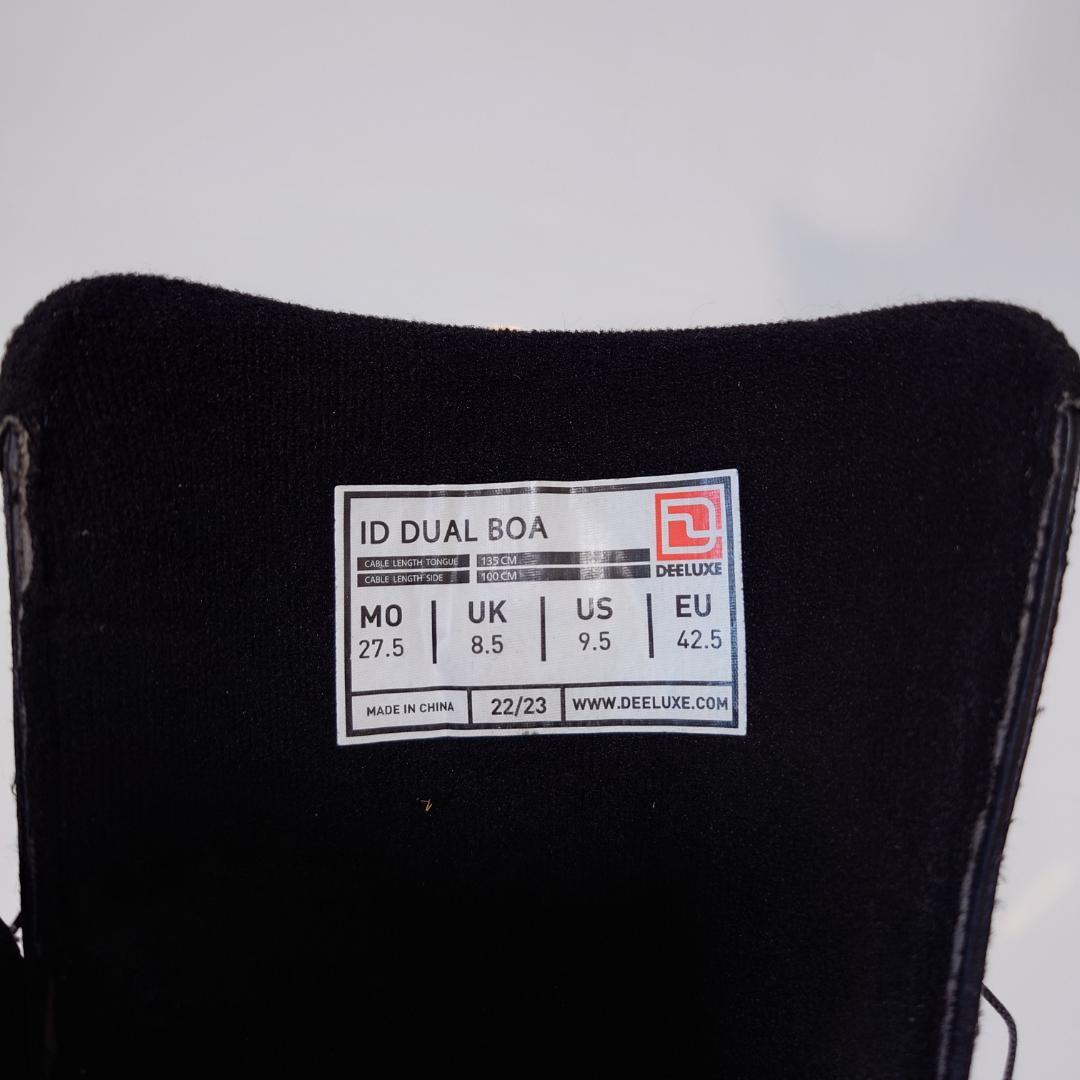 ID DUAL BOA
CABLE LENGTH TONGUE 135 CM
CABLE LENGTH SIDE 100 CM
DEELUXE
MO UK US EU
27.5 8.5 9.5 42.5
MADE IN CHINA 22/23 WWW.DEELUXE.COM